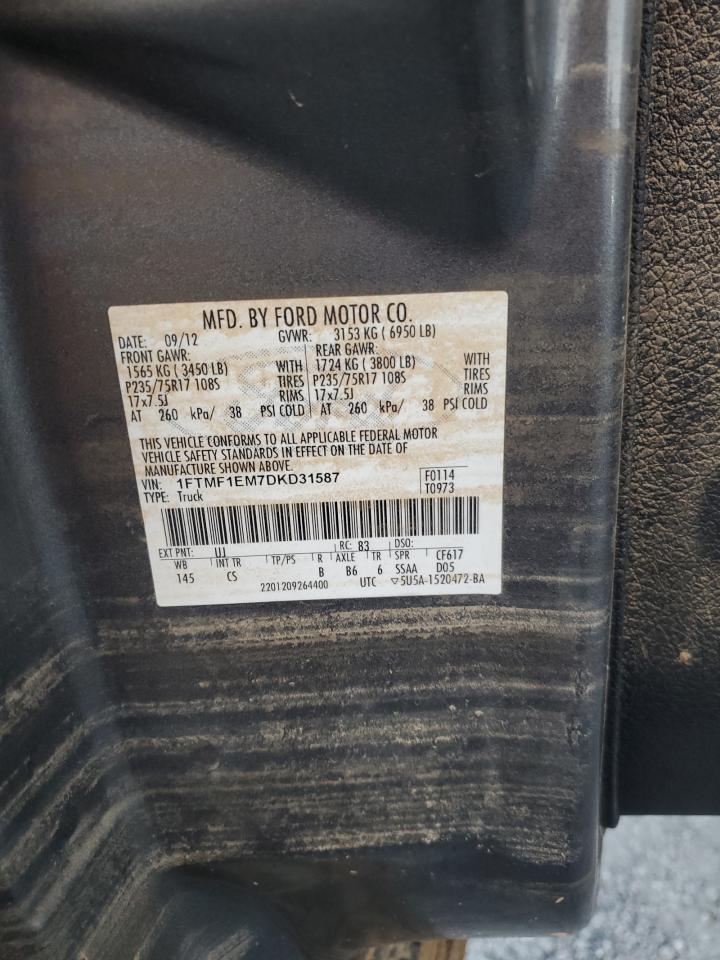 MFD. BY FORD MOTOR CO.
DATE: 09/12 GVWR: 3153 KG ( 6950 LB)
FRONT GAWR: REAR GAWR:
1565 KG ( 3450 LB) WITH 1724 KG ( 3800 LB) WITH
P235/75R17 108S TIRES P235/75R17 108S TIRES
17x7.5J RIMS 17x7.5J RIMS
AT 260 kPa/ 38 PSI COLD AT 260 kPa/ 38 PSI COLD
THIS VEHICLE CONFORMS TO ALL APPLICABLE FEDERAL MOTOR
VEHICLE SAFETY STANDARDS IN EFFECT ON THE DATE OF
MANUFACTURE SHOWN ABOVE.
VIN: 1FTMF1EM7DKD31587 F0114
TYPE: Truck T0973
EXT PNT: UJ RC: 83 DSO:
WB INT TR TP/PS R AXLE TR SPR CF617
145 CS B B6 6 SSAA D05
2201209264400 UTC ▽5U5A-1520472-BA